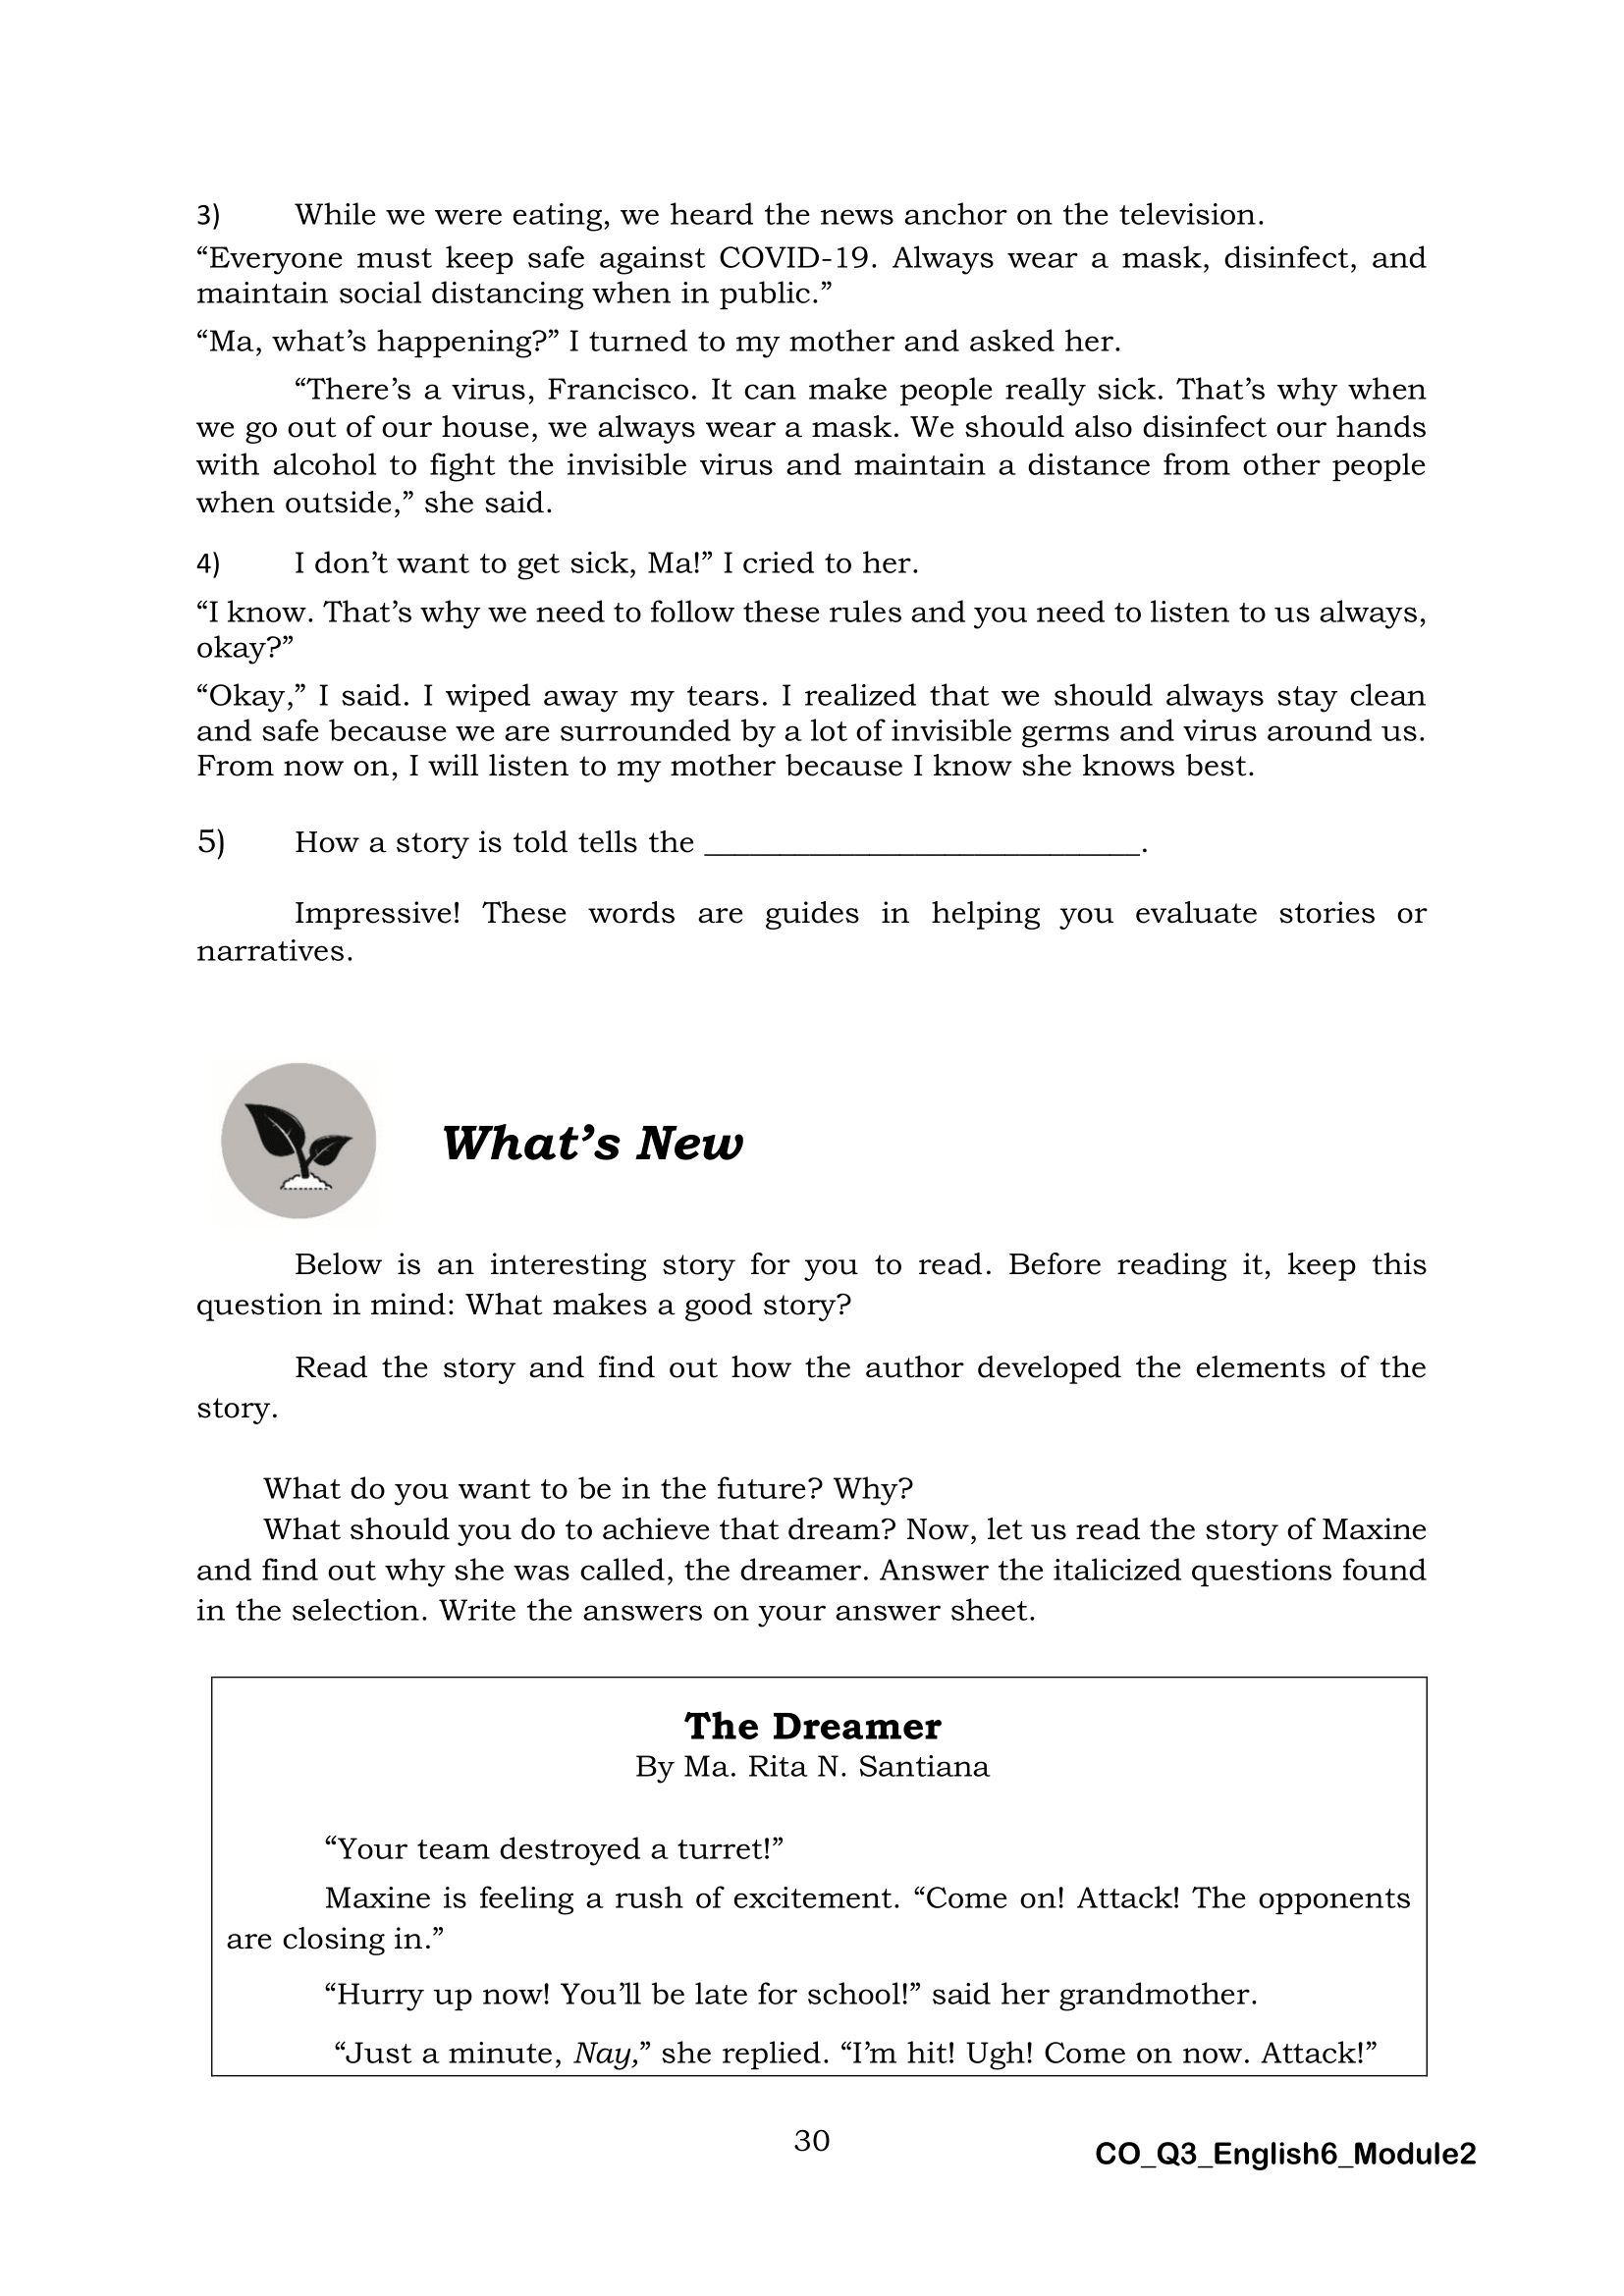 3) While we were eating, we heard the news anchor on the television.
“Everyone must keep safe against COVID-19. Always wear a mask, disinfect, and
maintain social distancing when in public.”
“Ma, what’s happening?” I turned to my mother and asked her.
“There’s a virus, Francisco. It can make people really sick. That’s why when
we go out of our house, we always wear a mask. We should also disinfect our hands
with alcohol to fight the invisible virus and maintain a distance from other people
when outside,” she said.
4) I don’t want to get sick, Ma!” I cried to her.
“I know. That’s why we need to follow these rules and you need to listen to us always,
okay?”
“Okay,” I said. I wiped away my tears. I realized that we should always stay clean
and safe because we are surrounded by a lot of invisible germs and virus around us.
From now on, I will listen to my mother because I know she knows best.
5) How a story is told tells the ____________________________.
Impressive! These words are guides in helping you evaluate stories or
narratives.
What’s New
Below is an interesting story for you to read. Before reading it, keep this
question in mind: What makes a good story?
Read the story and find out how the author developed the elements of the
story.
What do you want to be in the future? Why?
What should you do to achieve that dream? Now, let us read the story of Maxine
and find out why she was called, the dreamer. Answer the italicized questions found
in the selection. Write the answers on your answer sheet.
The Dreamer
By Ma. Rita N. Santiana
“Your team destroyed a turret!”
Maxine is feeling a rush of excitement. “Come on! Attack! The opponents
are closing in.”
“Hurry up now! You’ll be late for school!” said her grandmother.
“Just a minute, Nay,” she replied. “I’m hit! Ugh! Come on now. Attack!”
30
CO_Q3_English6_Module2